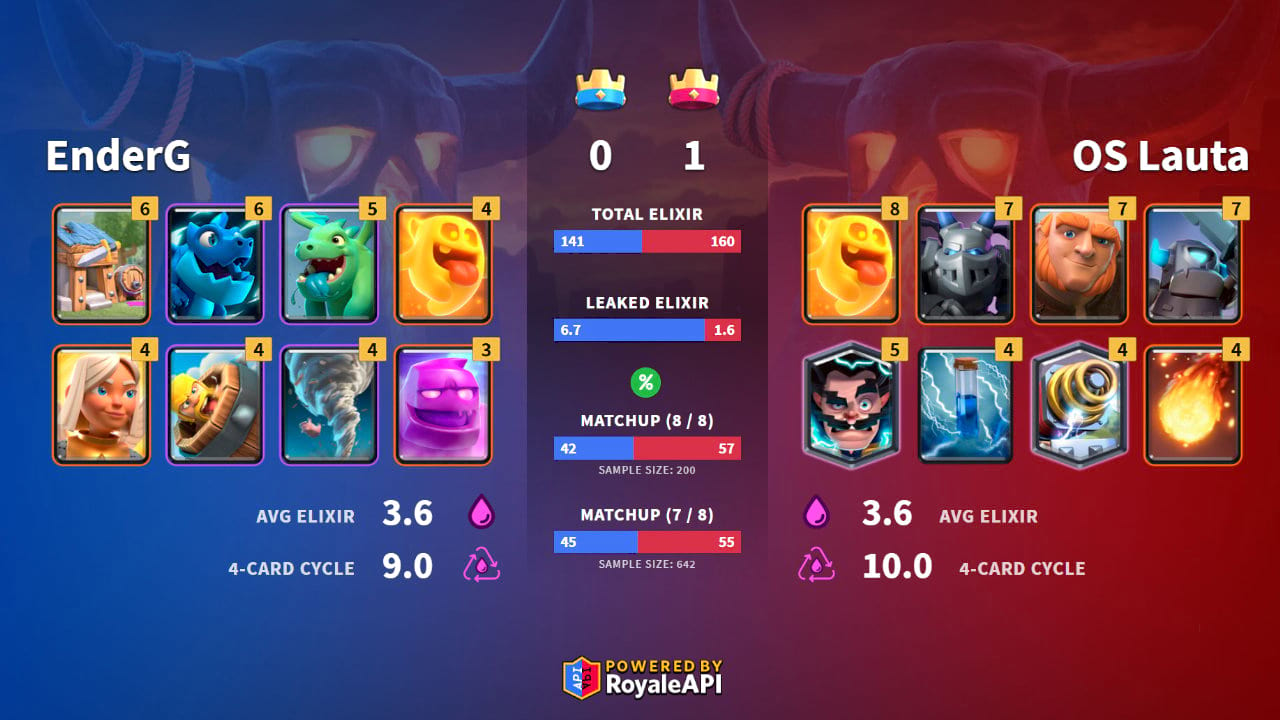 0 1
EnderG
OS Lauta
6 6 5 4
8 7 7 7
TOTAL ELIXIR
141 160
LEAKED ELIXIR
6.7 1.6
4 4 4 3
5 4 4 4
%
MATCHUP (8 / 8)
42 57
SAMPLE SIZE: 200
MATCHUP (7 / 8)
45 55
SAMPLE SIZE: 642
AVG ELIXIR 3.6
3.6 AVG ELIXIR
4-CARD CYCLE 9.0
10.0 4-CARD CYCLE
API
POWERED BY
RoyaleAPI